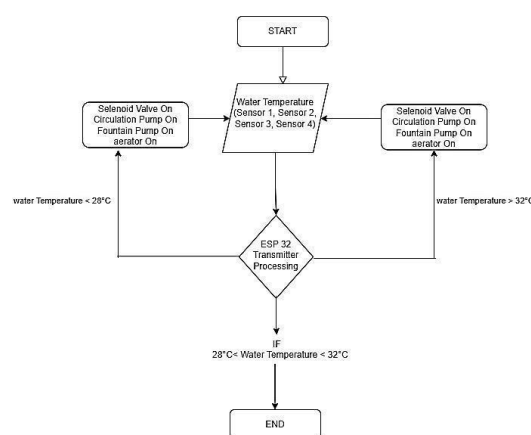 START
Water Temperature
(Sensor 1, Sensor 2,
Sensor 3, Sensor 4)
Selenoid Valve On
Circulation Pump On
Fountain Pump On
aerator On
Selenoid Valve On
Circulation Pump On
Fountain Pump On
aerator On
water Temperature < 28°C
water Temperature > 32°C
ESP 32
Transmitter
Processing
IF
28°C< Water Temperature < 32°C
END